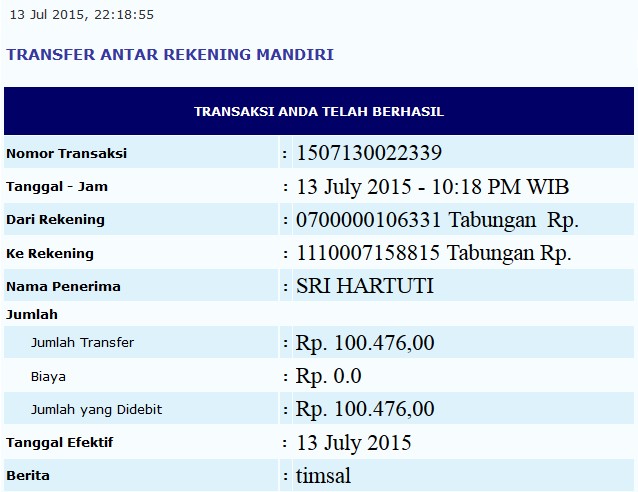 13 Jul 2015, 22:18:55
TRANSFER ANTAR REKENING MANDIRI
TRANSAKSI ANDA TELAH BERHASIL
Nomor Transaksi : 1507130022339
Tanggal - Jam : 13 July 2015 - 10:18 PM WIB
Dari Rekening : 0700000106331 Tabungan Rp.
Ke Rekening : 1110007158815 Tabungan Rp.
Nama Penerima : SRI HARTUTI
Jumlah
Jumlah Transfer : Rp. 100.476,00
Biaya : Rp. 0.0
Jumlah yang Didebit : Rp. 100.476,00
Tanggal Efektif : 13 July 2015
Berita : timsal